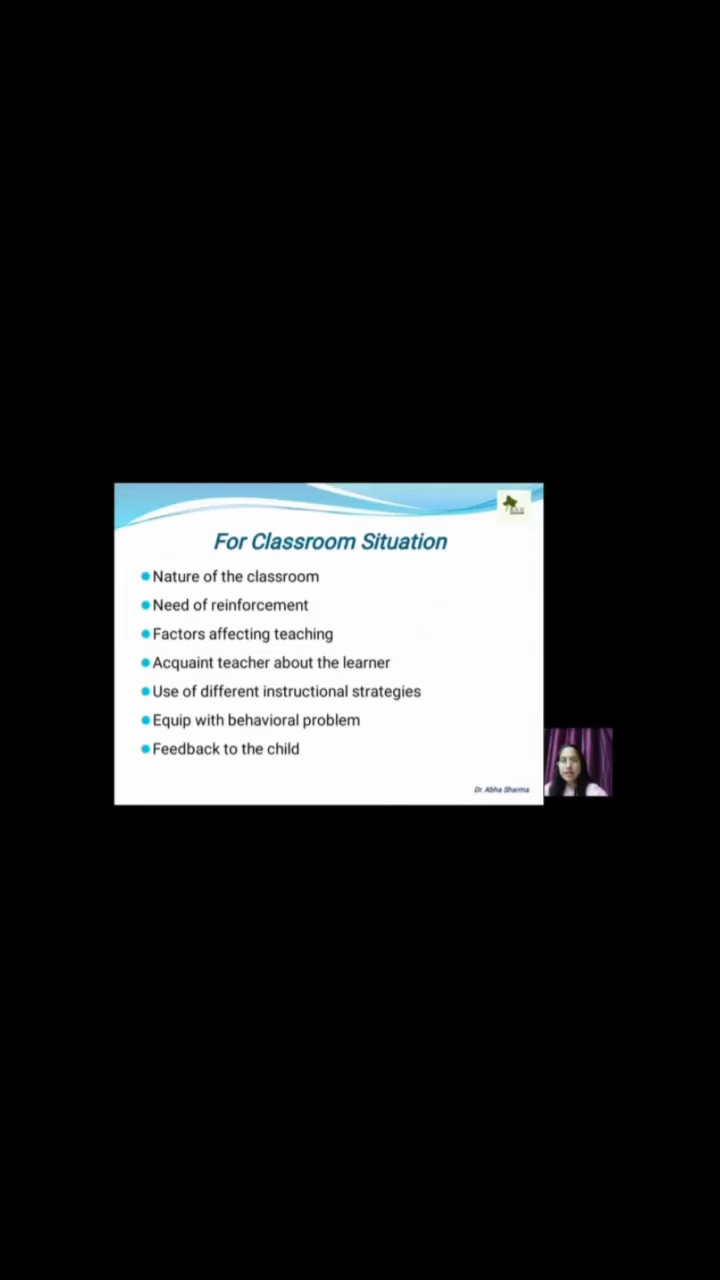 For Classroom Situation
Nature of the classroom
Need of reinforcement
Factors affecting teaching
Acquaint teacher about the learner
Use of different instructional strategies
Equip with behavioral problem
Feedback to the child
Dr. Abha Sharma